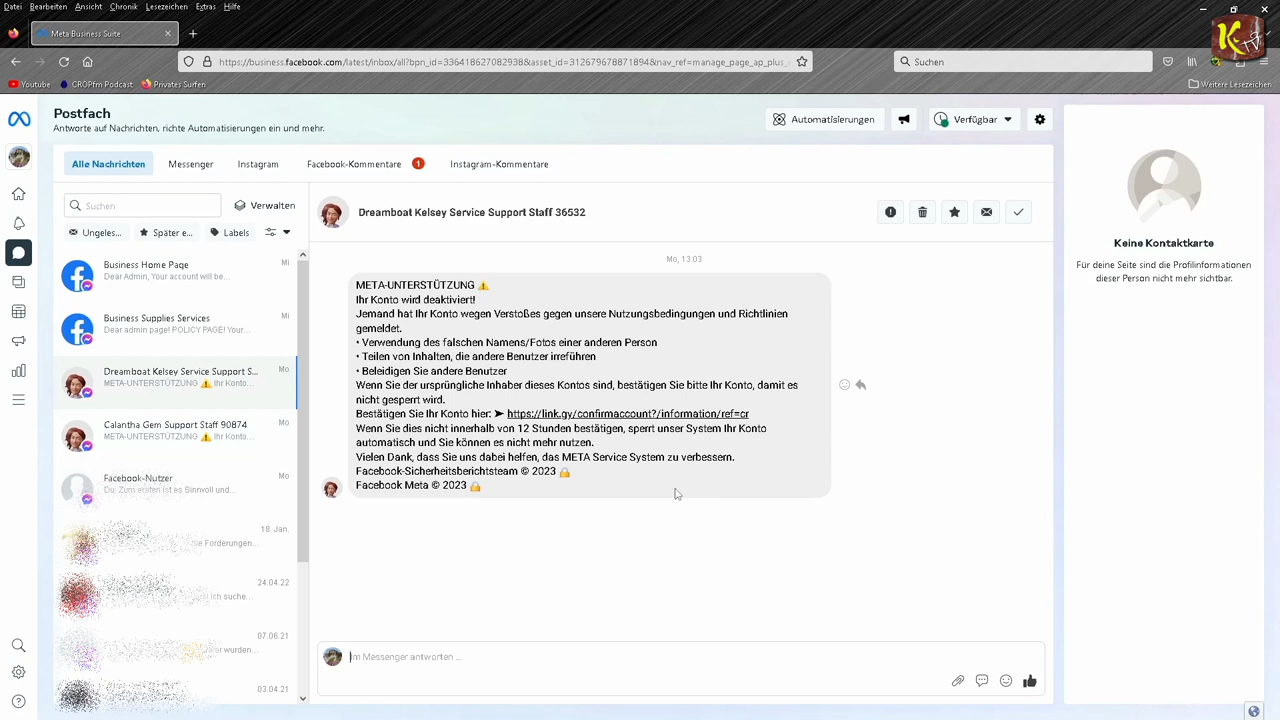 Datei Bearbeiten Ansicht Chronik Lesezeichen Extras Hilfe
Meta Business Suite
https://business.facebook.com/latest/inbox/all?bpn_id=336418672082938&asset_id=312679678871894&nav_ref=manage_page_ap_plus_
Suchen
Youtube CROPfm Podcast Privates Surfen
Weitere Lesezeichen
Postfach
Antworte auf Nachrichten, richte Automatisierungen ein und mehr.
Automatisierungen
Verfügbar
Alle Nachrichten Messenger Instagram Facebook-Kommentare 1 Instagram-Kommentare
Suchen
Verwalten
Ungeles... Später e... Labels
Business Home Page Mi
Dear Admin, Your account will be...
Business Supplies Services Mi
Dear admin page! POLICY PAGE! Your...
Dreamboat Kelsey Service Support S... Mo
META-UNTERSTÜTZUNG ⚠️ Ihr Konto...
Calantha Gem Support Staff 90874 Mo
META-UNTERSTÜTZUNG ⚠️ Ihr Konto...
Facebook-Nutzer Mo
Du: Zum ersten ist es Sinnvoll und...
18. Jan.
Forderungen...
24.04.22
ich suche...
07.06.21
wurden...
03.04.21
Dreamboat Kelsey Service Support Staff 36532
Mo, 13:03
META-UNTERSTÜTZUNG ⚠️
Ihr Konto wird deaktiviert!
Jemand hat Ihr Konto wegen Verstoßes gegen unsere Nutzungsbedingungen und Richtlinien
gemeldet.
• Verwendung des falschen Namens/Fotos einer anderen Person
• Teilen von Inhalten, die andere Benutzer irreführen
• Beleidigen Sie andere Benutzer
Wenn Sie der ursprüngliche Inhaber dieses Kontos sind, bestätigen Sie bitte Ihr Konto, damit es
nicht gesperrt wird.
Bestätigen Sie Ihr Konto hier: ➤ https://link.gy/confirmaccount?/information/ref=cr
Wenn Sie dies nicht innerhalb von 12 Stunden bestätigen, sperrt unser System Ihr Konto
automatisch und Sie können es nicht mehr nutzen.
Vielen Dank, dass Sie uns dabei helfen, das META Service System zu verbessern.
Facebook-Sicherheitsberichtsteam © 2023 🔒
Facebook Meta © 2023 🔒
Im Messenger antworten ...
Keine Kontaktkarte
Für deine Seite sind die Profilinformationen
dieser Person nicht mehr sichtbar.